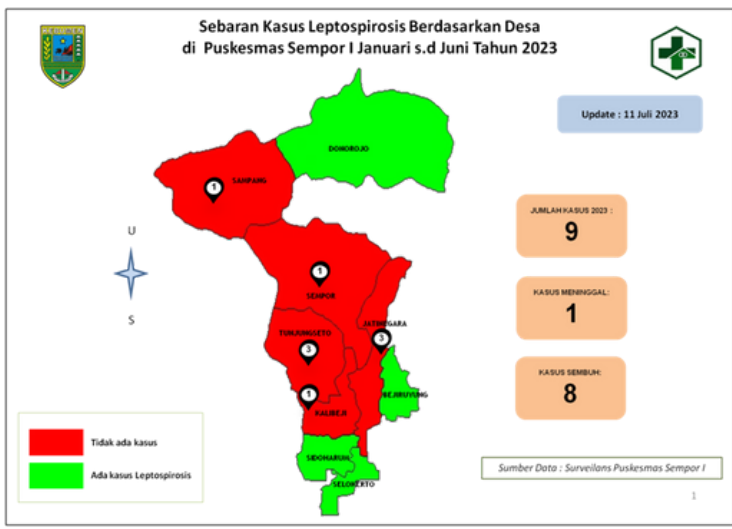 Sebaran Kasus Leptospirosis Berdasarkan Desa
di Puskesmas Sempor I Januari s.d Juni Tahun 2023
Update : 11 Juli 2023
DONOROJO
SAMPANG
1
JUMLAH KASUS 2023 :
9
U
S
1
SEMPOR
KASUS MENINGGAL:
1
JATINEGARA
TUNJUNGSETO
3
3
KASUS SEMBUH:
8
BEJIRUYUNG
1
KALIBEJI
Tidak ada kasus
Ada kasus Leptospirosis
SIDOHARUM
SELOKERTO
Sumber Data : Surveilans Puskesmas Sempor I
1